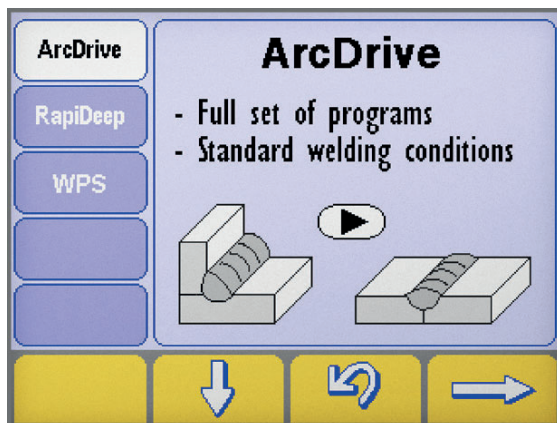 ArcDrive
RapiDeep
WPS
ArcDrive
- Full set of programs
- Standard welding conditions